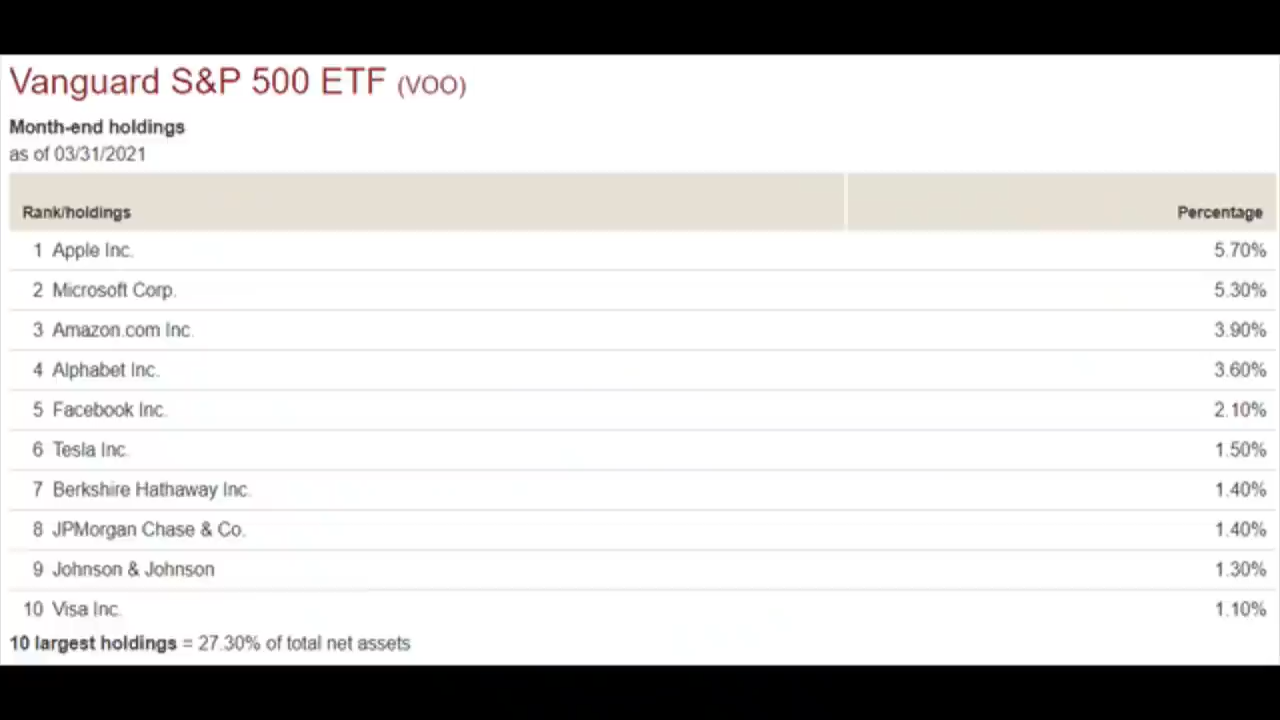 Vanguard S&P 500 ETF (VOO)
Month-end holdings
as of 03/31/2021
Rank/holdings Percentage
1 Apple Inc. 5.70%
2 Microsoft Corp. 5.30%
3 Amazon.com Inc. 3.90%
4 Alphabet Inc. 3.60%
5 Facebook Inc. 2.10%
6 Tesla Inc. 1.50%
7 Berkshire Hathaway Inc. 1.40%
8 JPMorgan Chase & Co. 1.40%
9 Johnson & Johnson 1.30%
10 Visa Inc. 1.10%
10 largest holdings = 27.30% of total net assets